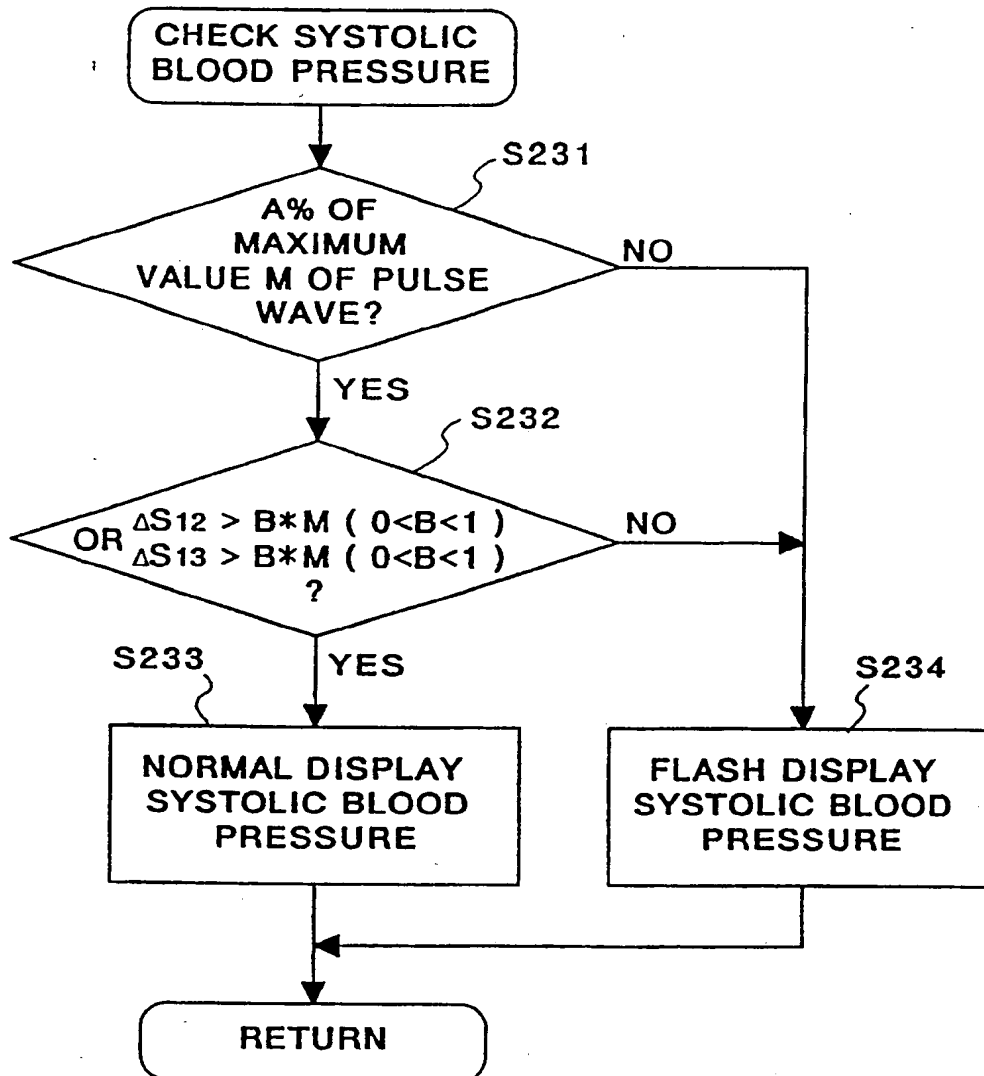 CHECK SYSTOLIC
BLOOD PRESSURE
S231
A% OF
MAXIMUM
VALUE M OF PULSE
WAVE?
NO
YES
S232
OR ΔS12 > B*M ( 0<B<1 )
ΔS13 > B*M ( 0<B<1 )
?
NO
YES
S233
S234
NORMAL DISPLAY
SYSTOLIC BLOOD
PRESSURE
FLASH DISPLAY
SYSTOLIC BLOOD
PRESSURE
RETURN